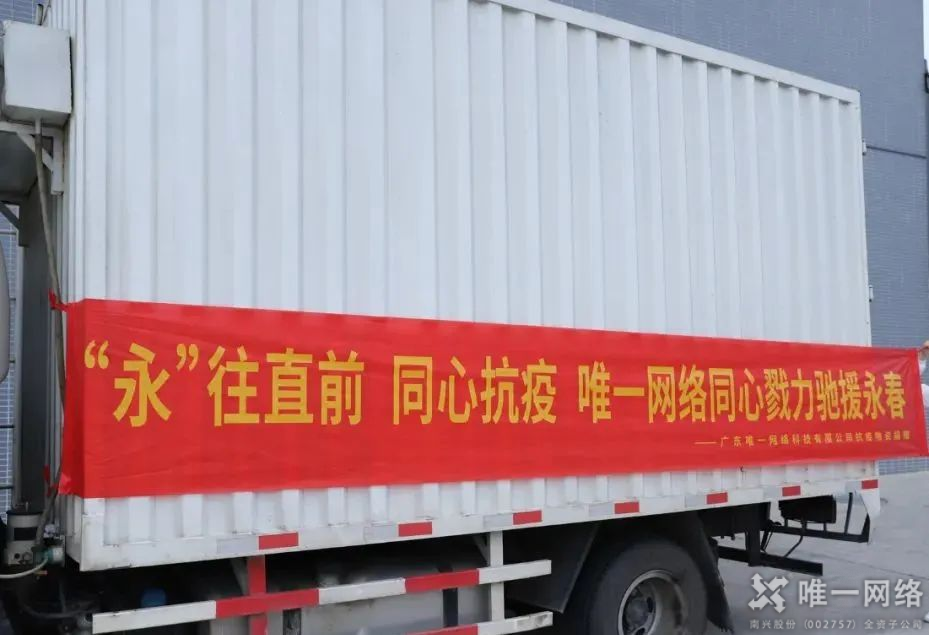 “永”往直前 同心抗疫 唯一网络同心戮力驰援永春
——广东唯一网络科技有限公司抗疫物资捐赠
唯一网络
南兴股份（002757）全资子公司